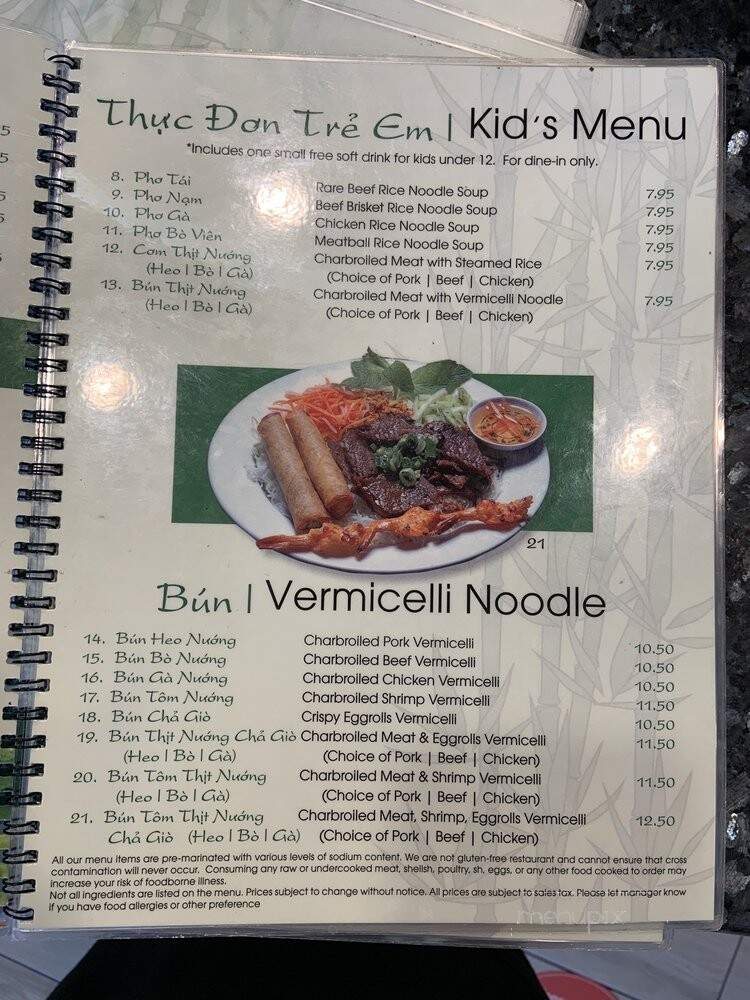 Thực Đơn Trẻ Em | Kid's Menu
*Includes one small free soft drink for kids under 12. For dine-in only.
8. Phở Tái Rare Beef Rice Noodle Soup 7.95
9. Phở Nạm Beef Brisket Rice Noodle Soup 7.95
10. Phở Gà Chicken Rice Noodle Soup 7.95
11. Phở Bò Viên Meatball Rice Noodle Soup 7.95
12. Cơm Thịt Nướng Charbroiled Meat with Steamed Rice 7.95
(Heo | Bò | Gà) (Choice of Pork | Beef | Chicken)
13. Bún Thịt Nướng Charbroiled Meat with Vermicelli Noodle 7.95
(Heo | Bò | Gà) (Choice of Pork | Beef | Chicken)
21
Bún | Vermicelli Noodle
14. Bún Heo Nướng Charbroiled Pork Vermicelli 10.50
15. Bún Bò Nướng Charbroiled Beef Vermicelli 10.50
16. Bún Gà Nướng Charbroiled Chicken Vermicelli 10.50
17. Bún Tôm Nướng Charbroiled Shrimp Vermicelli 11.50
18. Bún Chả Giò Crispy Eggrolls Vermicelli 10.50
19. Bún Thịt Nướng Chả Giò Charbroiled Meat & Eggrolls Vermicelli 11.50
(Heo | Bò | Gà) (Choice of Pork | Beef | Chicken)
20. Bún Tôm Thịt Nướng Charbroiled Meat & Shrimp Vermicelli 11.50
(Heo | Bò | Gà) (Choice of Pork | Beef | Chicken)
21. Bún Tôm Thịt Nướng Charbroiled Meat, Shrimp, Eggrolls Vermicelli 12.50
Chả Giò (Heo | Bò | Gà) (Choice of Pork | Beef | Chicken)
All our menu items are pre-marinated with various levels of sodium content. We are not gluten-free restaurant and cannot ensure that cross
contamination will never occur. Consuming any raw or undercooked meat, shelish, poultry, sh, eggs, or any other food cooked to order may
increase your risk of foodborne illness.
Not all ingredients are listed on the menu. Prices subject to change without notice. All prices are subject to sales tax. Please let manager know
if you have food allergies or other preference
menupix